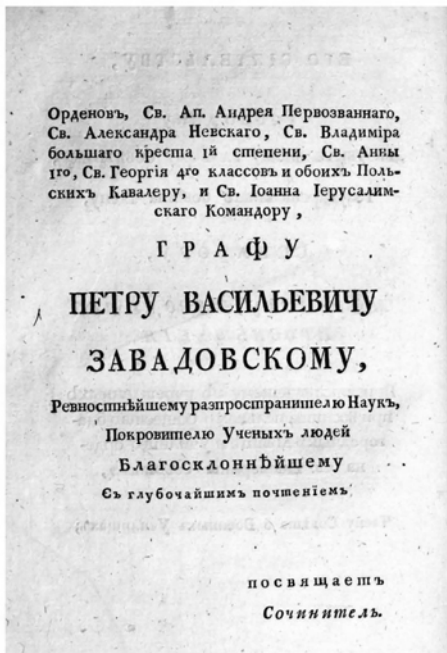 Орденовъ, Св. Ап. Андрея Первозваннаго,
Св. Александра Невскаго, Св. Владиміра
большаго креста 1й степени, Св. Анны
1го, Св. Георгія 4го классовъ и обоихъ Поль-
скихъ Кавалеру, и Св. Іоанна Іерусалим-
скаго Командору,
ГРАФУ
ПЕТРУ ВАСИЛЬЕВИЧУ
ЗАВАДОВСКОМУ,
Ревностнѣйшему разпространителю Наукъ,
Покровителю Ученыхъ людей
Благосклоннѣйшему
Съ глубочайшимъ почтеніемъ
посвящаетъ
Сочинитель.